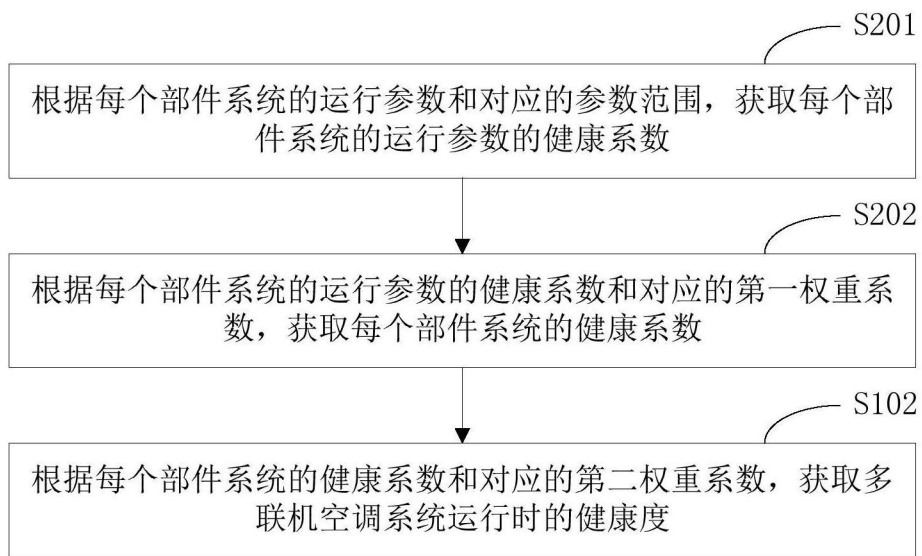 S201
根据每个部件系统的运行参数和对应的参数范围，获取每个部
件系统的运行参数的健康系数
S202
根据每个部件系统的运行参数的健康系数和对应的第一权重系
数，获取每个部件系统的健康系数
S102
根据每个部件系统的健康系数和对应的第二权重系数，获取多
联机空调系统运行时的健康度